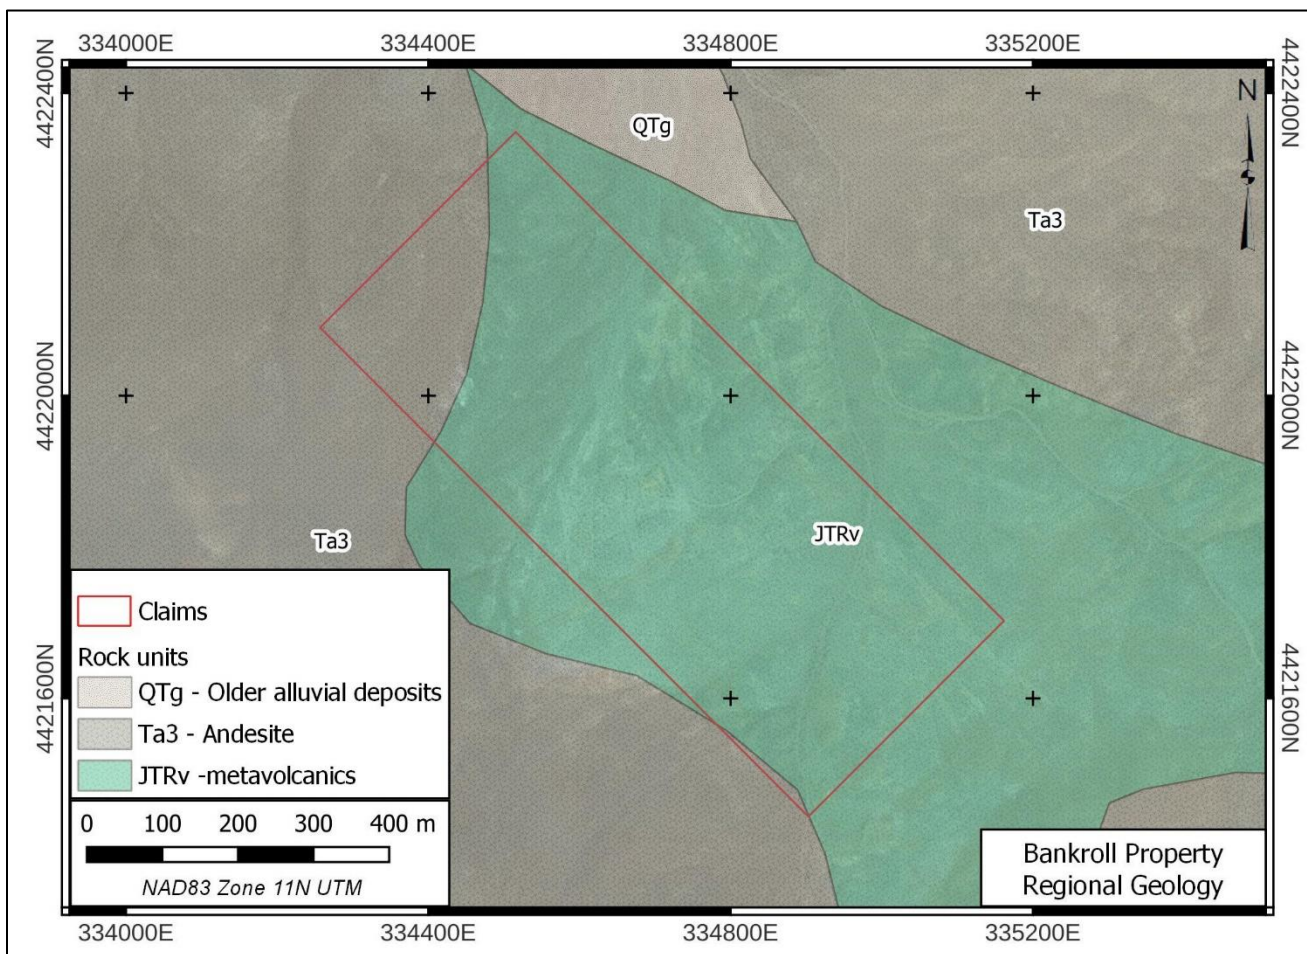 334000E 334400E 334800E 335200E
4422400N
4422400N
N
QTg
Ta3
4422000N
4422000N
JTRv
Ta3
Claims
Rock units
QTg - Older alluvial deposits
Ta3 - Andesite
JTRv -metavolcanics
4421600N
4421600N
0 100 200 300 400 m
NAD83 Zone 11N UTM
Bankroll Property
Regional Geology
334000E 334400E 334800E 335200E